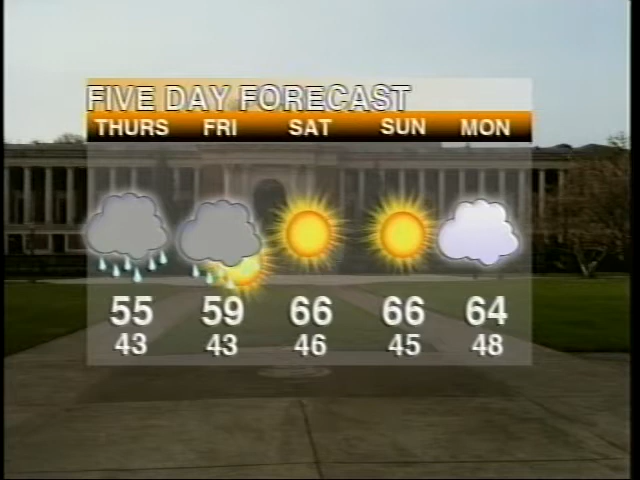 FIVE DAY FORECAST
THURS FRI SAT SUN MON
55 59 66 66 64
43 43 46 45 48